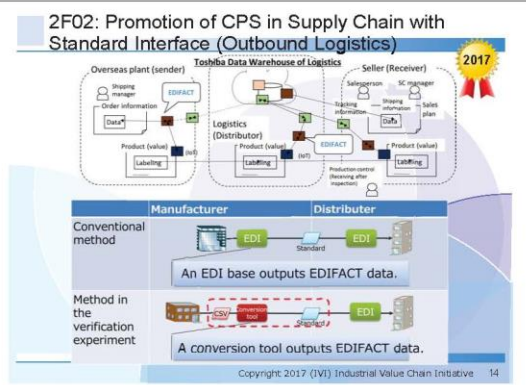 2F02: Promotion of CPS in Supply Chain with
Standard Interface (Outbound Logistics)
2017
Toshiba Data Warehouse of Logistics
Overseas plant (sender)
Seller (Receiver)
Shipping
manager
EDIFACT
Salesperson
SC manager
Order information
Data
Tracking
information
Shipping
information
Sales
plan
Data
Logistics
(Distributor)
EDIFACT
Product (value)
(IoT)
Product (value)
(IoT)
Product (value)
Labeling
Labeling
Labeling
Production control
(Receiving after
inspection)
Manufacturer
Distributer
Conventional
method
EDI
Standard
EDI
An EDI base outputs EDIFACT data.
Method in
the
verification
experiment
CSV
Conversion
tool
Standard
EDI
A conversion tool outputs EDIFACT data.
Copyright 2017 (IVI) Industrial Value Chain Initiative
14